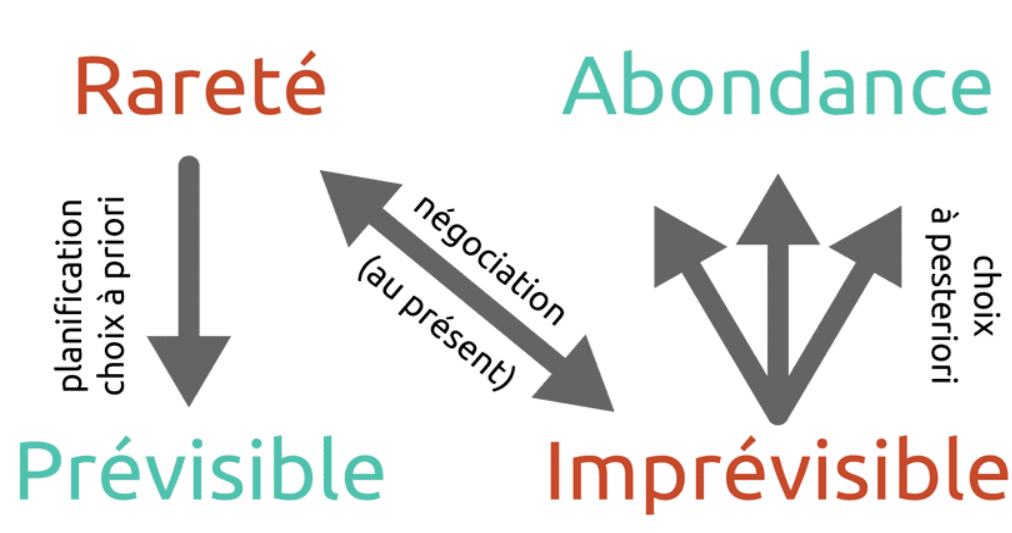 Rareté
Abondance
planification
choix à priori
négociation
(au présent)
choix
à pesteriori
Prévisible
Imprévisible